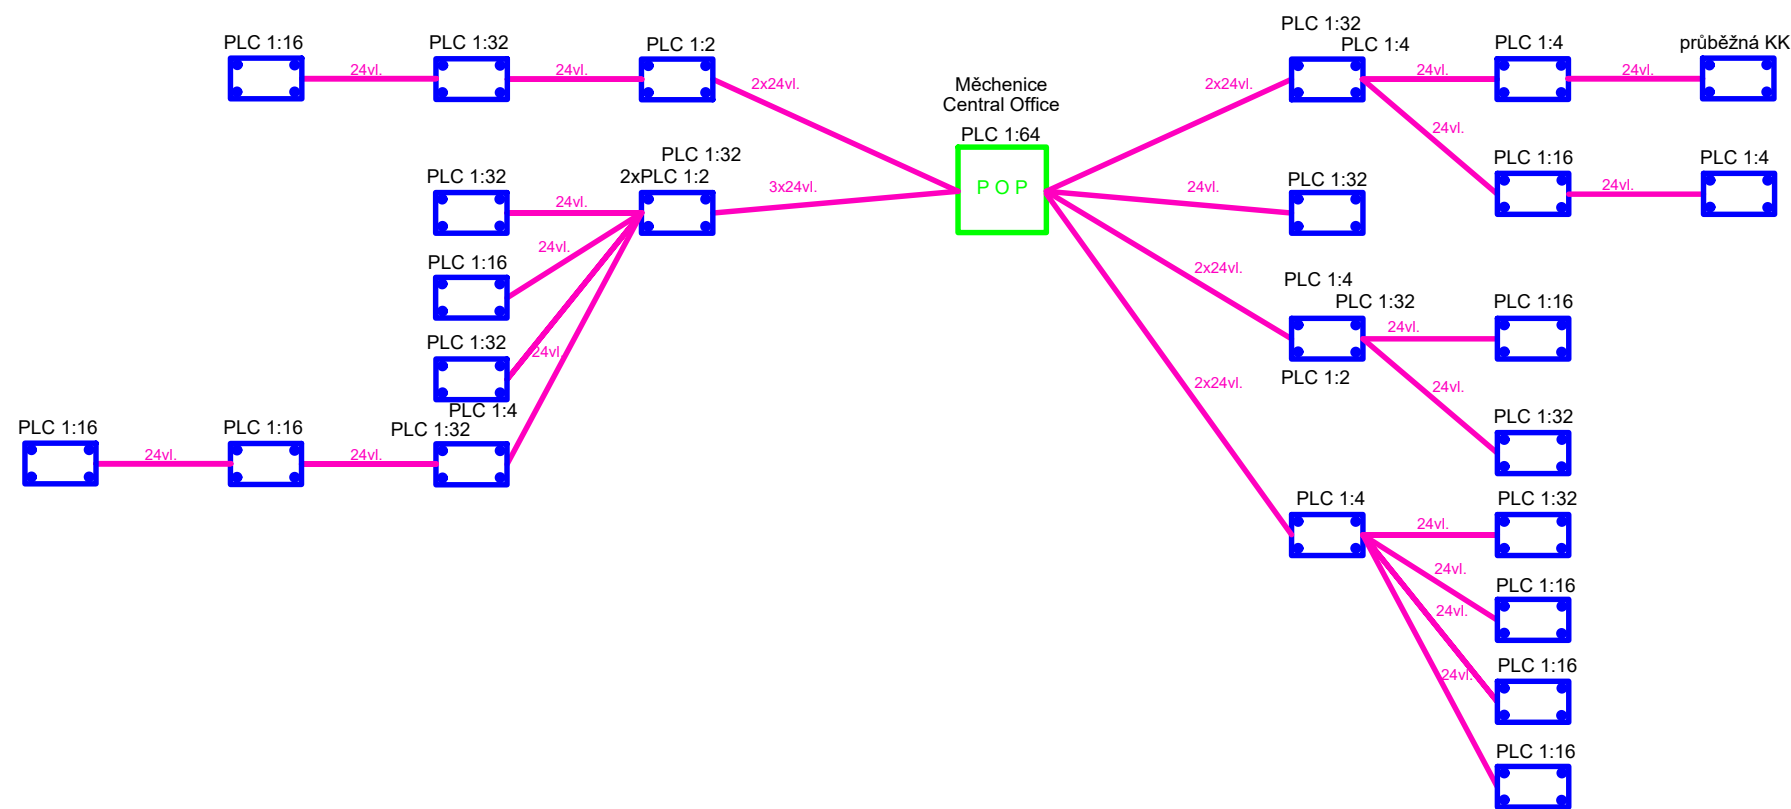 PLC 1:16
PLC 1:32
PLC 1:2
24vl.
24vl.
2x24vl.
Měchenice
Central Office
PLC 1:64
P O P
PLC 1:32
PLC 1:4
PLC 1:4
průběžná KK
2x24vl.
24vl.
24vl.
24vl.
PLC 1:16
PLC 1:4
24vl.
PLC 1:32
2xPLC 1:2
PLC 1:32
3x24vl.
24vl.
24vl.
PLC 1:16
PLC 1:32
24vl.
PLC 1:4
PLC 1:32
PLC 1:16
PLC 1:16
24vl.
24vl.
24vl.
PLC 1:32
2x24vl.
PLC 1:4
PLC 1:32
PLC 1:2
24vl.
PLC 1:16
24vl.
PLC 1:32
2x24vl.
PLC 1:4
24vl.
PLC 1:32
24vl.
PLC 1:16
24vl.
PLC 1:16
24vl.
PLC 1:16